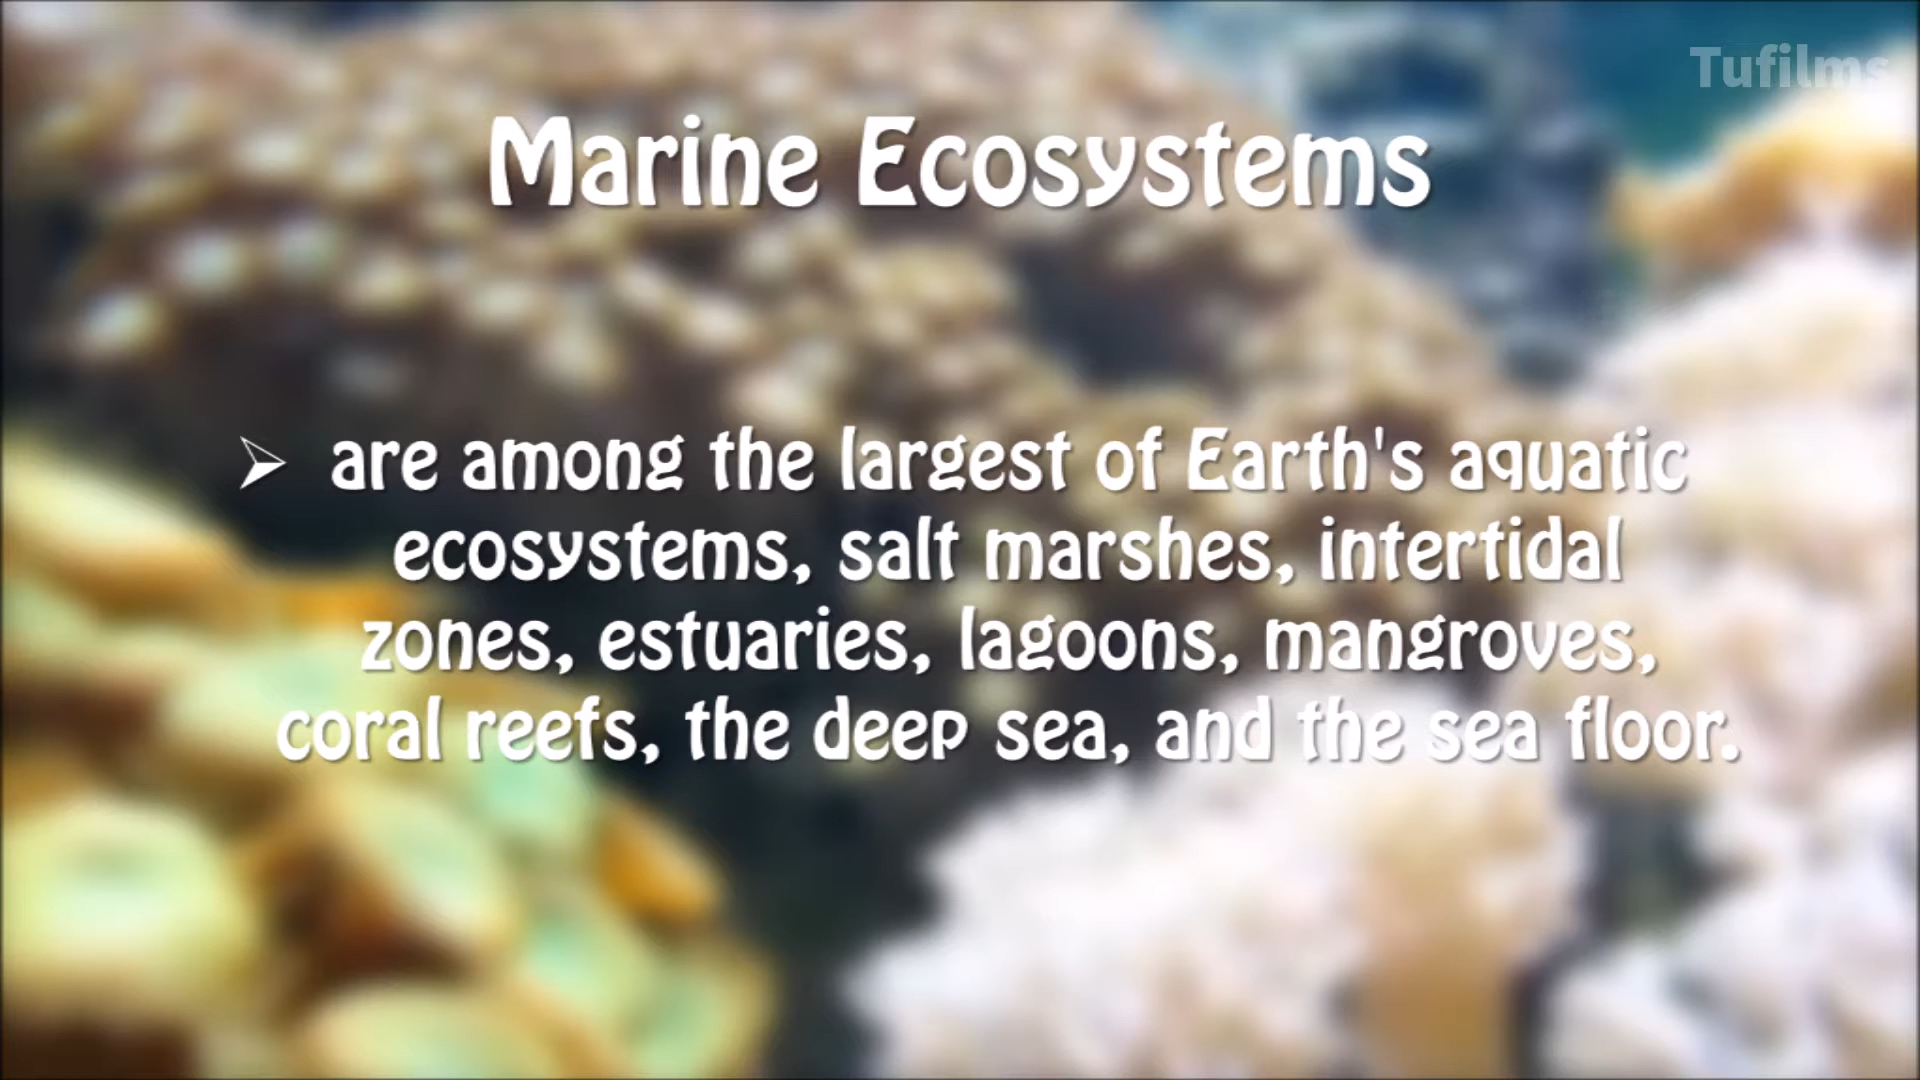 Tufilms
Marine Ecosystems
➢ are among the largest of Earth's aquatic
ecosystems, salt marshes, intertidal
zones, estuaries, lagoons, mangroves,
coral reefs, the deep sea, and the sea floor.